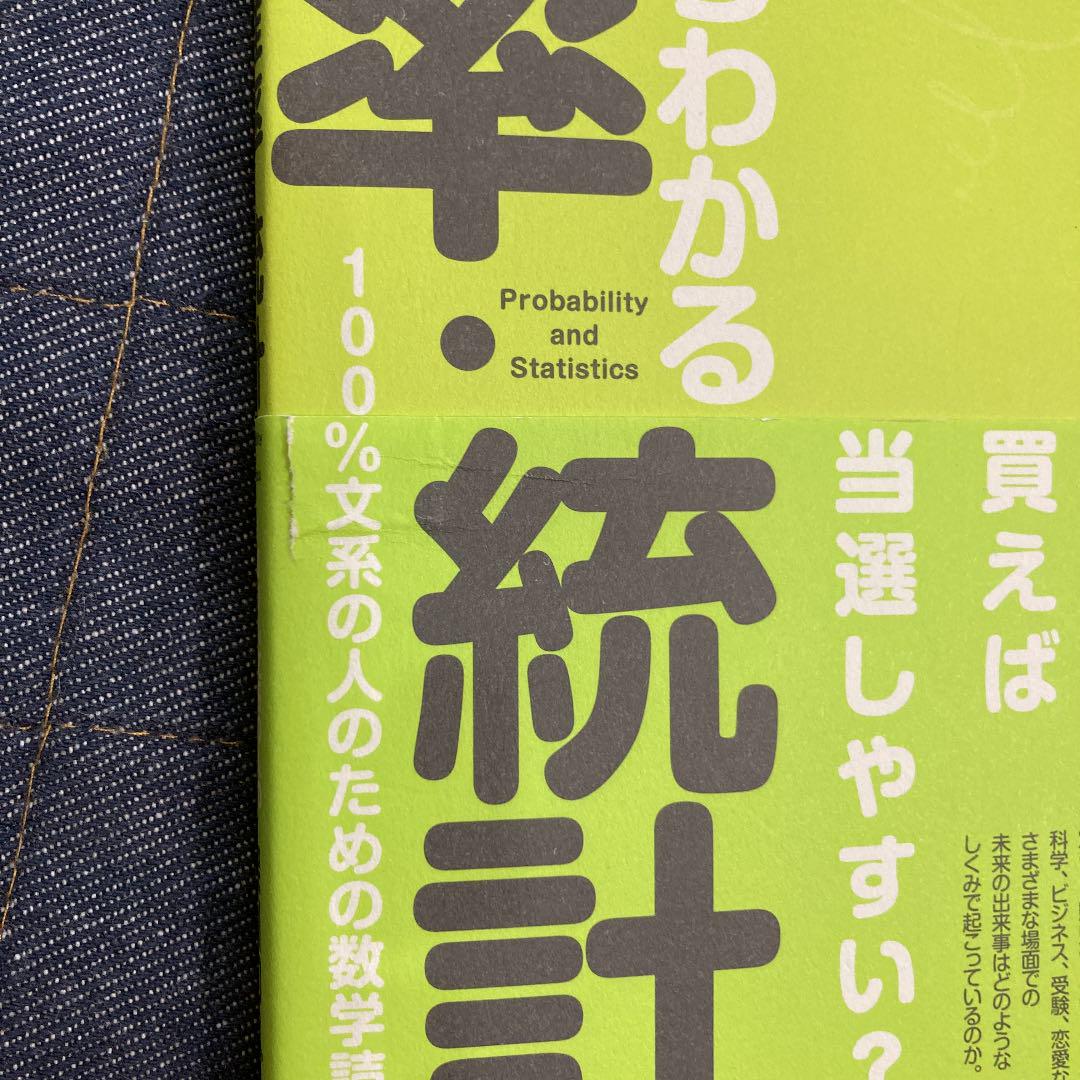 科学、ビジネス、受験、恋愛な
さまざまな場面での
未来の出来事はどのような
しくみで起こっているのか。
買えば
当選しやすい？
わかる
率・統計
Probability
and
Statistics
100%文系の人のための数学読